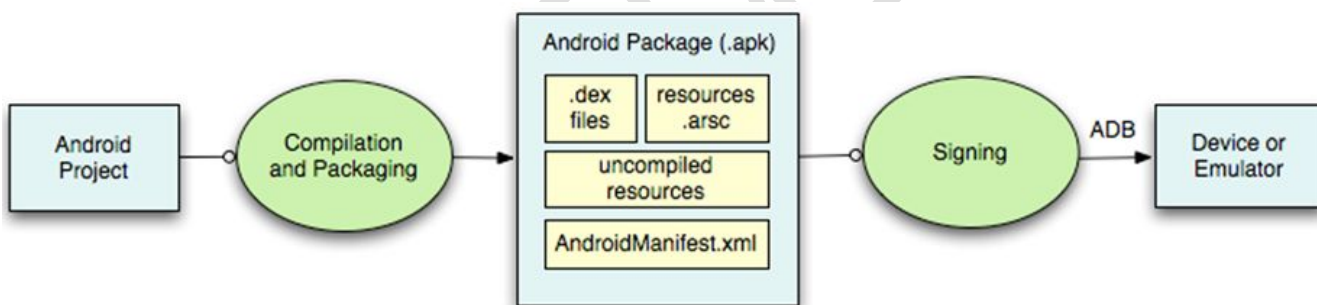 Android
Project
Compilation
and Packaging
Android Package (.apk)
.dex
files
resources
.arsc
uncompiled
resources
AndroidManifest.xml
Signing
ADB
Device or
Emulator